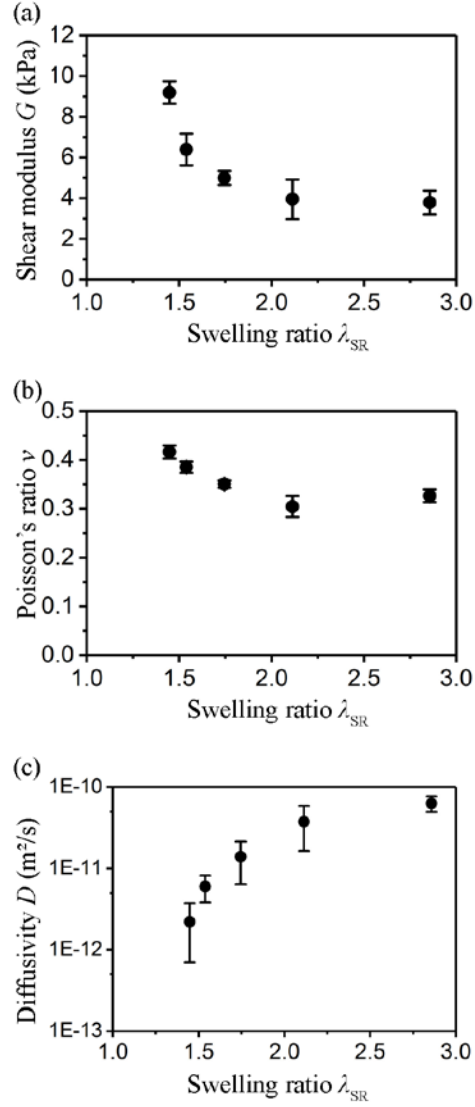 (a)
12
10
8
6
4
2
0
Shear modulus G (kPa)
1.0 1.5 2.0 2.5 3.0
Swelling ratio λSR
(b)
0.5
0.4
0.3
0.2
0.1
0.0
Poisson's ratio ν
1.0 1.5 2.0 2.5 3.0
Swelling ratio λSR
(c)
1E-10
1E-11
1E-12
1E-13
Diffusivity D (m²/s)
1.0 1.5 2.0 2.5 3.0
Swelling ratio λSR